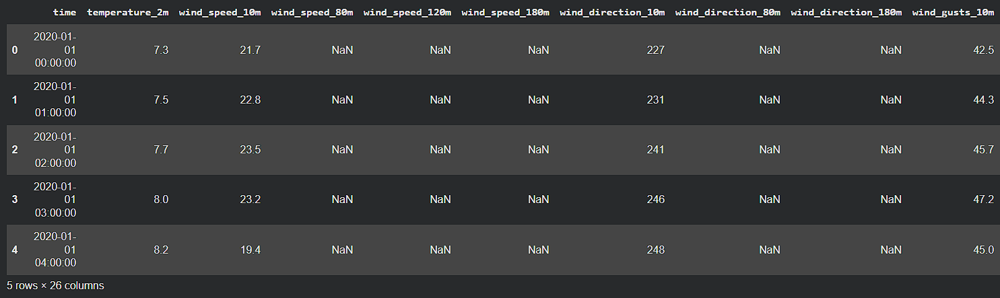 time temperature_2m wind_speed_10m wind_speed_80m wind_speed_120m wind_speed_180m wind_direction_10m wind_direction_80m wind_direction_180m wind_gusts_10m
0 2020-01-01 00:00:00 7.3 21.7 NaN NaN NaN 227 NaN NaN 42.5
1 2020-01-01 01:00:00 7.5 22.8 NaN NaN NaN 231 NaN NaN 44.3
2 2020-01-01 02:00:00 7.7 23.5 NaN NaN NaN 241 NaN NaN 45.7
3 2020-01-01 03:00:00 8.0 23.2 NaN NaN NaN 246 NaN NaN 47.2
4 2020-01-01 04:00:00 8.2 19.4 NaN NaN NaN 248 NaN NaN 45.0
5 rows × 26 columns